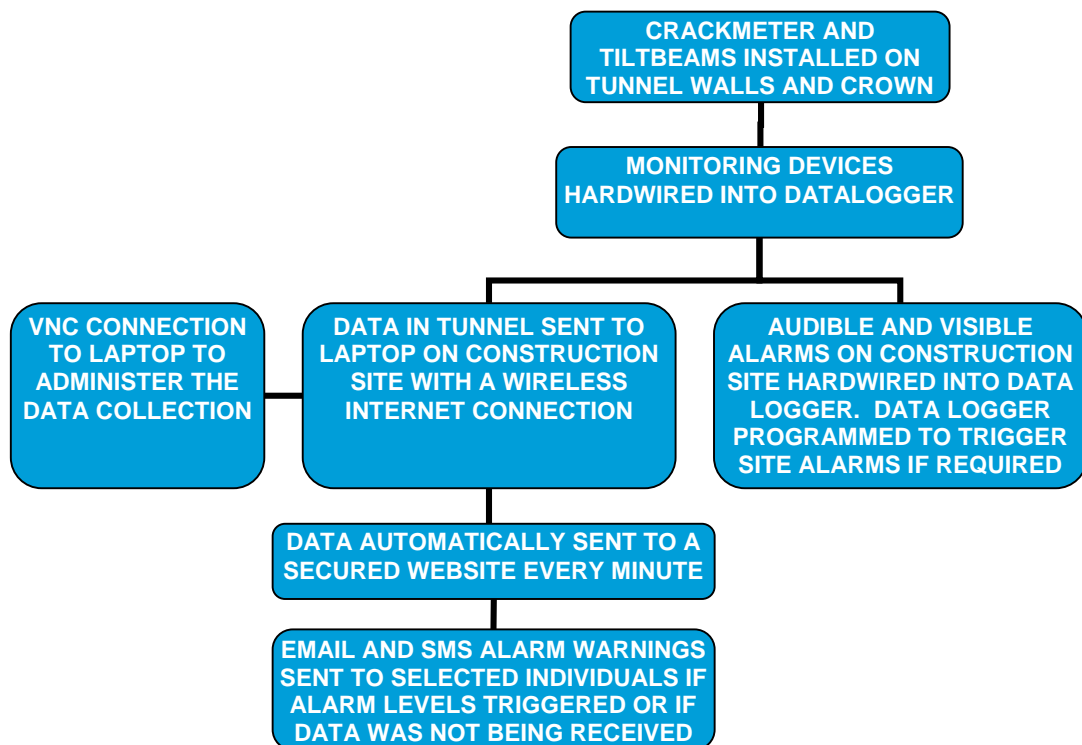 CRACKMETER AND
TILTBEAMS INSTALLED ON
TUNNEL WALLS AND CROWN
MONITORING DEVICES
HARDWIRED INTO DATALOGGER
VNC CONNECTION
TO LAPTOP TO
ADMINISTER THE
DATA COLLECTION
DATA IN TUNNEL SENT TO
LAPTOP ON CONSTRUCTION
SITE WITH A WIRELESS
INTERNET CONNECTION
AUDIBLE AND VISIBLE
ALARMS ON CONSTRUCTION
SITE HARDWIRED INTO DATA
LOGGER. DATA LOGGER
PROGRAMMED TO TRIGGER
SITE ALARMS IF REQUIRED
DATA AUTOMATICALLY SENT TO A
SECURED WEBSITE EVERY MINUTE
EMAIL AND SMS ALARM WARNINGS
SENT TO SELECTED INDIVIDUALS IF
ALARM LEVELS TRIGGERED OR IF
DATA WAS NOT BEING RECEIVED